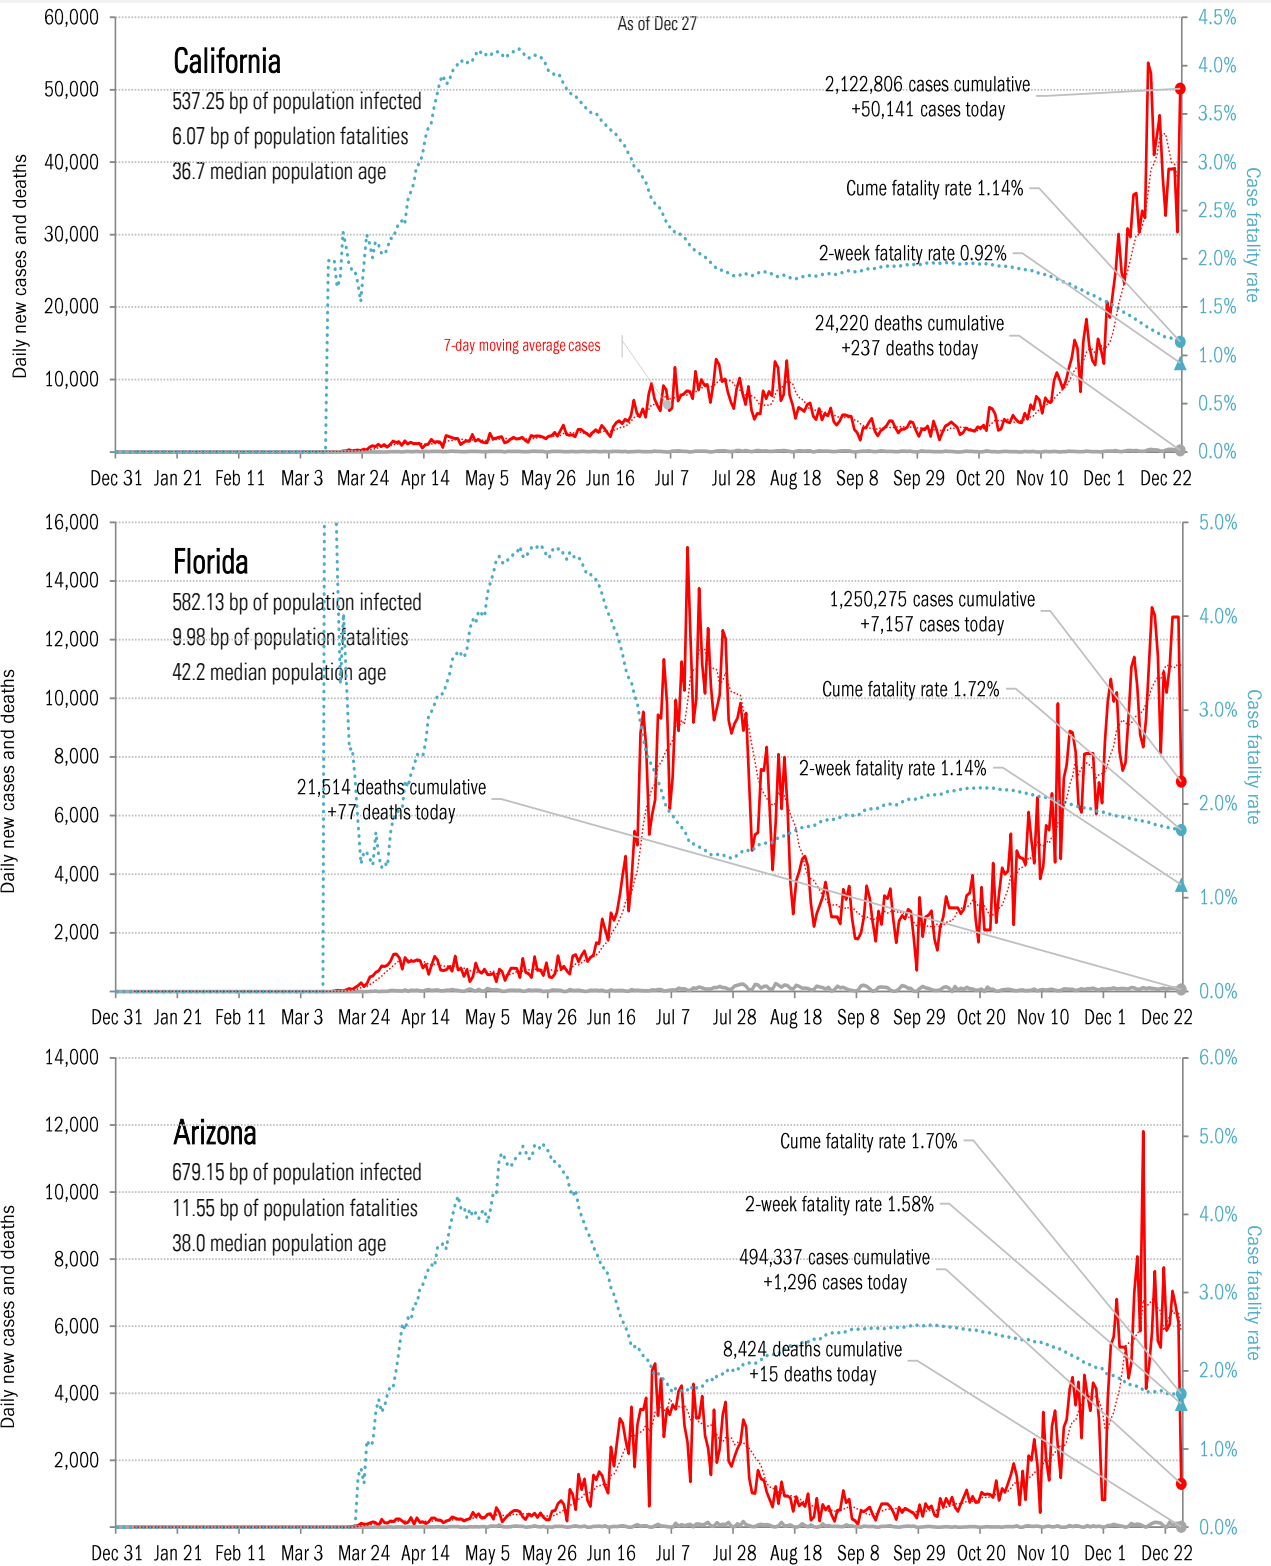 As of Dec 27
California
537.25 bp of population infected
6.07 bp of population fatalities
36.7 median population age
2,122,806 cases cumulative
+50,141 cases today
Cume fatality rate 1.14%
2-week fatality rate 0.92%
24,220 deaths cumulative
+237 deaths today
7-day moving average cases
Daily new cases and deaths
60,000
50,000
40,000
30,000
20,000
10,000
Case fatality rate
4.5%
4.0%
3.5%
3.0%
2.5%
2.0%
1.5%
1.0%
0.5%
0.0%
Dec 31 Jan 21 Feb 11 Mar 3 Mar 24 Apr 14 May 5 May 26 Jun 16 Jul 7 Jul 28 Aug 18 Sep 8 Sep 29 Oct 20 Nov 10 Dec 1 Dec 22
Florida
582.13 bp of population infected
9.98 bp of population fatalities
42.2 median population age
1,250,275 cases cumulative
+7,157 cases today
Cume fatality rate 1.72%
2-week fatality rate 1.14%
21,514 deaths cumulative
+77 deaths today
Daily new cases and deaths
16,000
14,000
12,000
10,000
8,000
6,000
4,000
2,000
Case fatality rate
5.0%
4.0%
3.0%
2.0%
1.0%
0.0%
Dec 31 Jan 21 Feb 11 Mar 3 Mar 24 Apr 14 May 5 May 26 Jun 16 Jul 7 Jul 28 Aug 18 Sep 8 Sep 29 Oct 20 Nov 10 Dec 1 Dec 22
Arizona
679.15 bp of population infected
11.55 bp of population fatalities
38.0 median population age
Cume fatality rate 1.70%
2-week fatality rate 1.58%
494,337 cases cumulative
+1,296 cases today
8,424 deaths cumulative
+15 deaths today
Daily new cases and deaths
14,000
12,000
10,000
8,000
6,000
4,000
2,000
Case fatality rate
6.0%
5.0%
4.0%
3.0%
2.0%
1.0%
0.0%
Dec 31 Jan 21 Feb 11 Mar 3 Mar 24 Apr 14 May 5 May 26 Jun 16 Jul 7 Jul 28 Aug 18 Sep 8 Sep 29 Oct 20 Nov 10 Dec 1 Dec 22